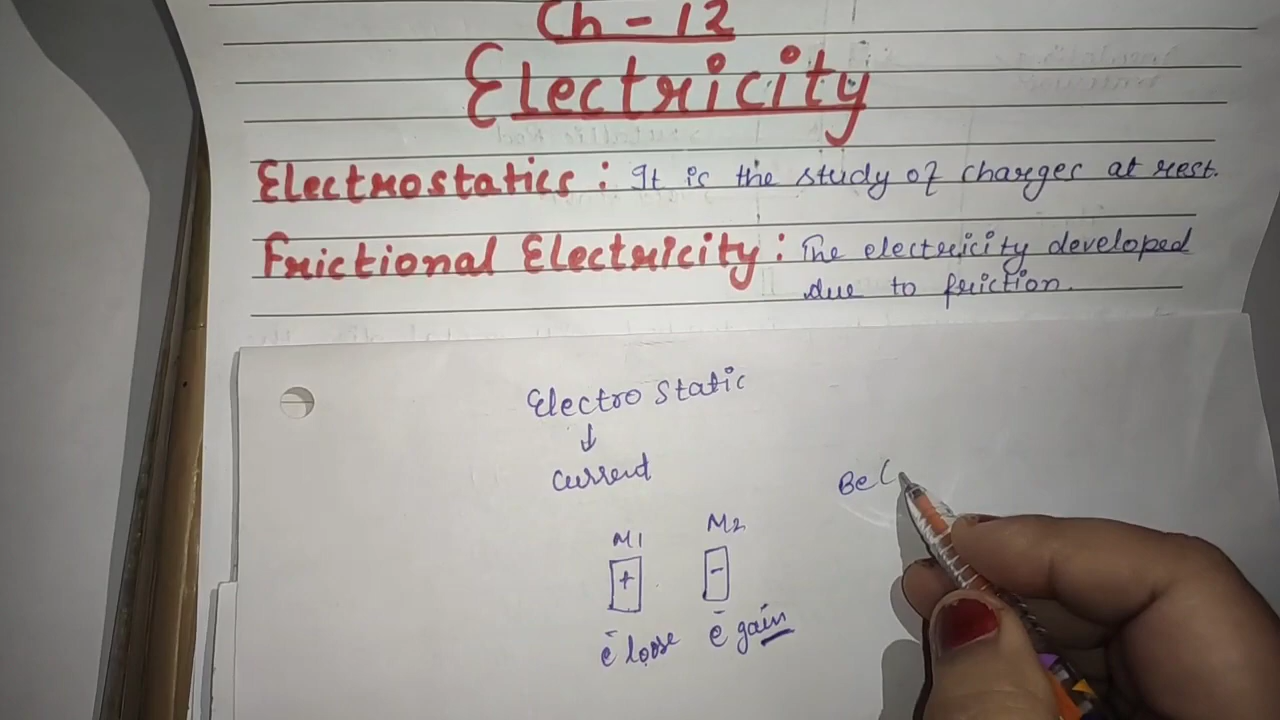 Ch - 12
Electricity
Electrostatics : It is the study of charges at rest.
Frictional Electricity : The electricity developed
due to friction.
Electro static
↓
Current
Be (
M1 M2
+ -
e⁻ loose e⁻ gain